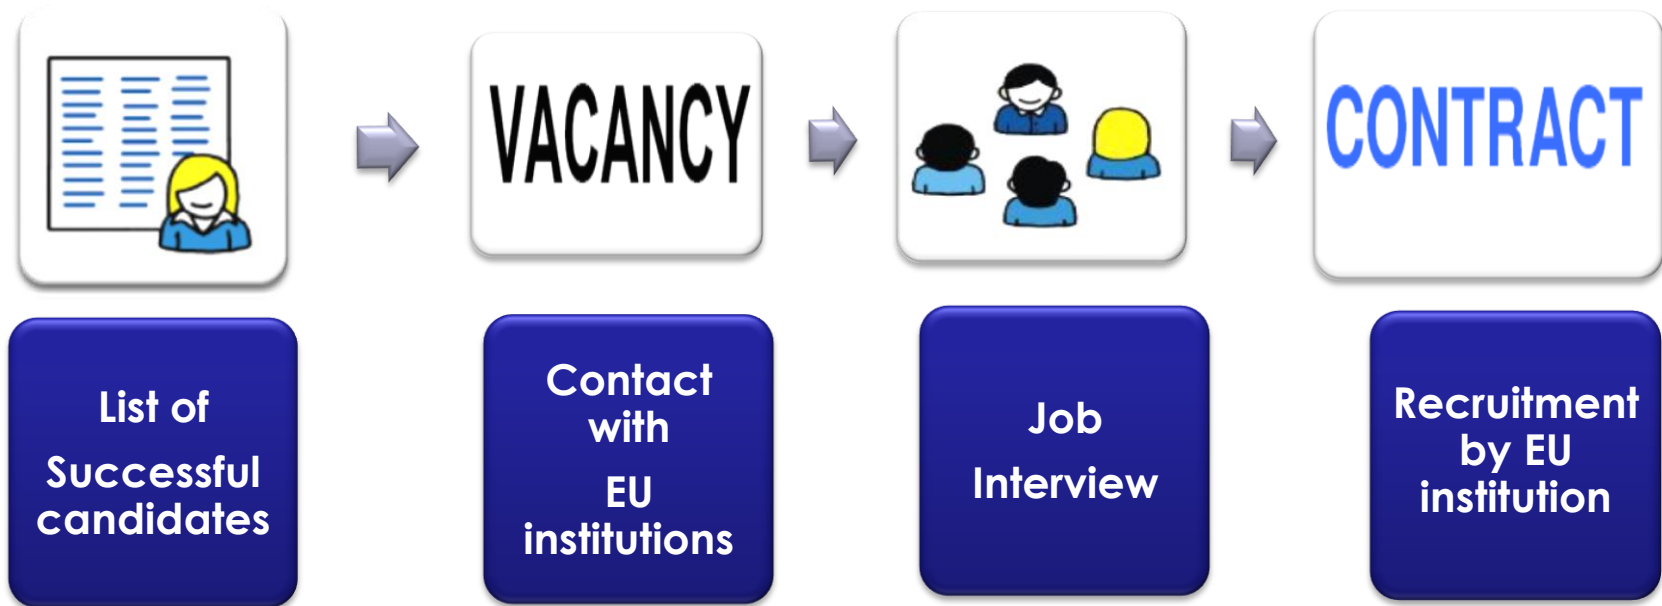 VACANCY
CONTRACT
List of
Successful
candidates
Contact
with
EU
institutions
Job
Interview
Recruitment
by EU
institution